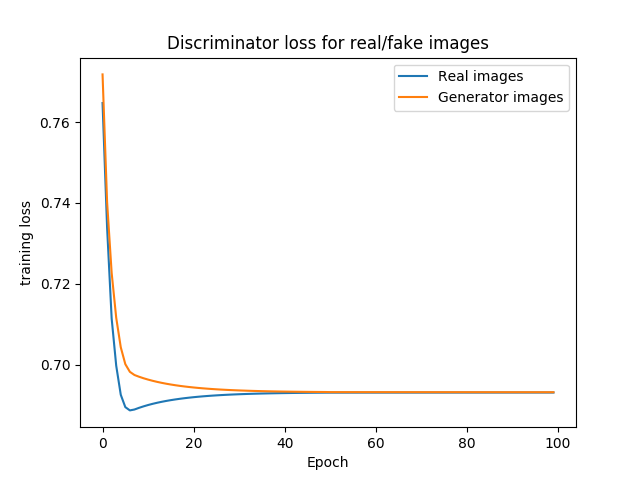 Discriminator loss for real/fake images
Real images
Generator images
0.76
0.74
0.72
0.70
training loss
0
20
40
60
80
100
Epoch